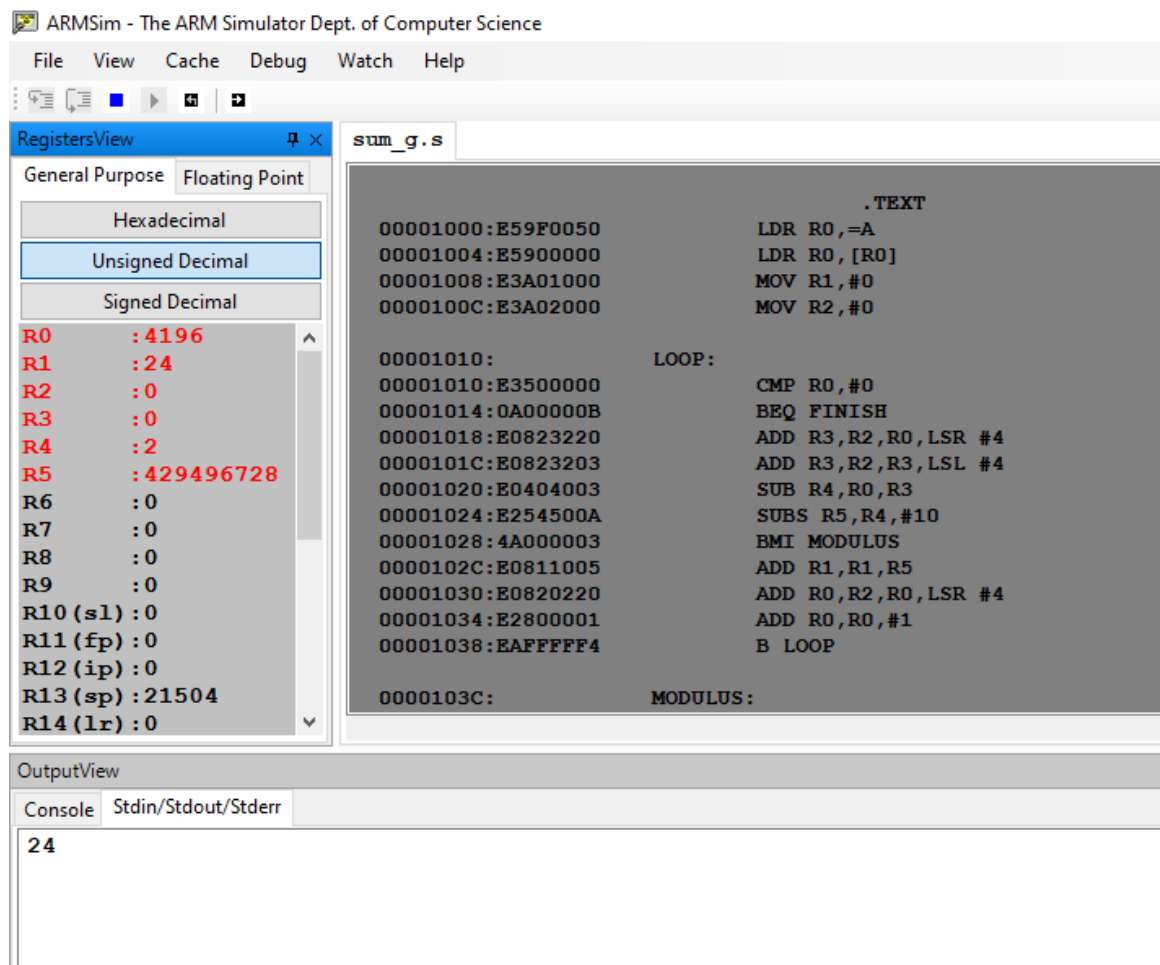 ARMSim - The ARM Simulator Dept. of Computer Science
File View Cache Debug Watch Help
RegistersView
General Purpose Floating Point
Hexadecimal
Unsigned Decimal
Signed Decimal
R0 :4196
R1 :24
R2 :0
R3 :0
R4 :2
R5 :429496728
R6 :0
R7 :0
R8 :0
R9 :0
R10(sl):0
R11(fp):0
R12(ip):0
R13(sp):21504
R14(lr):0
sum_g.s
.TEXT
00001000:E59F0050 LDR R0,=A
00001004:E5900000 LDR R0,[R0]
00001008:E3A01000 MOV R1,#0
0000100C:E3A02000 MOV R2,#0
00001010: LOOP:
00001010:E3500000 CMP R0,#0
00001014:0A00000B BEQ FINISH
00001018:E0823220 ADD R3,R2,R0,LSR #4
0000101C:E0823203 ADD R3,R2,R3,LSL #4
00001020:E0404003 SUB R4,R0,R3
00001024:E254500A SUBS R5,R4,#10
00001028:4A000003 BMI MODULUS
0000102C:E0811005 ADD R1,R1,R5
00001030:E0820220 ADD R0,R2,R0,LSR #4
00001034:E2800001 ADD R0,R0,#1
00001038:EAFFFFF4 B LOOP
0000103C: MODULUS:
OutputView
Console Stdin/Stdout/Stderr
24